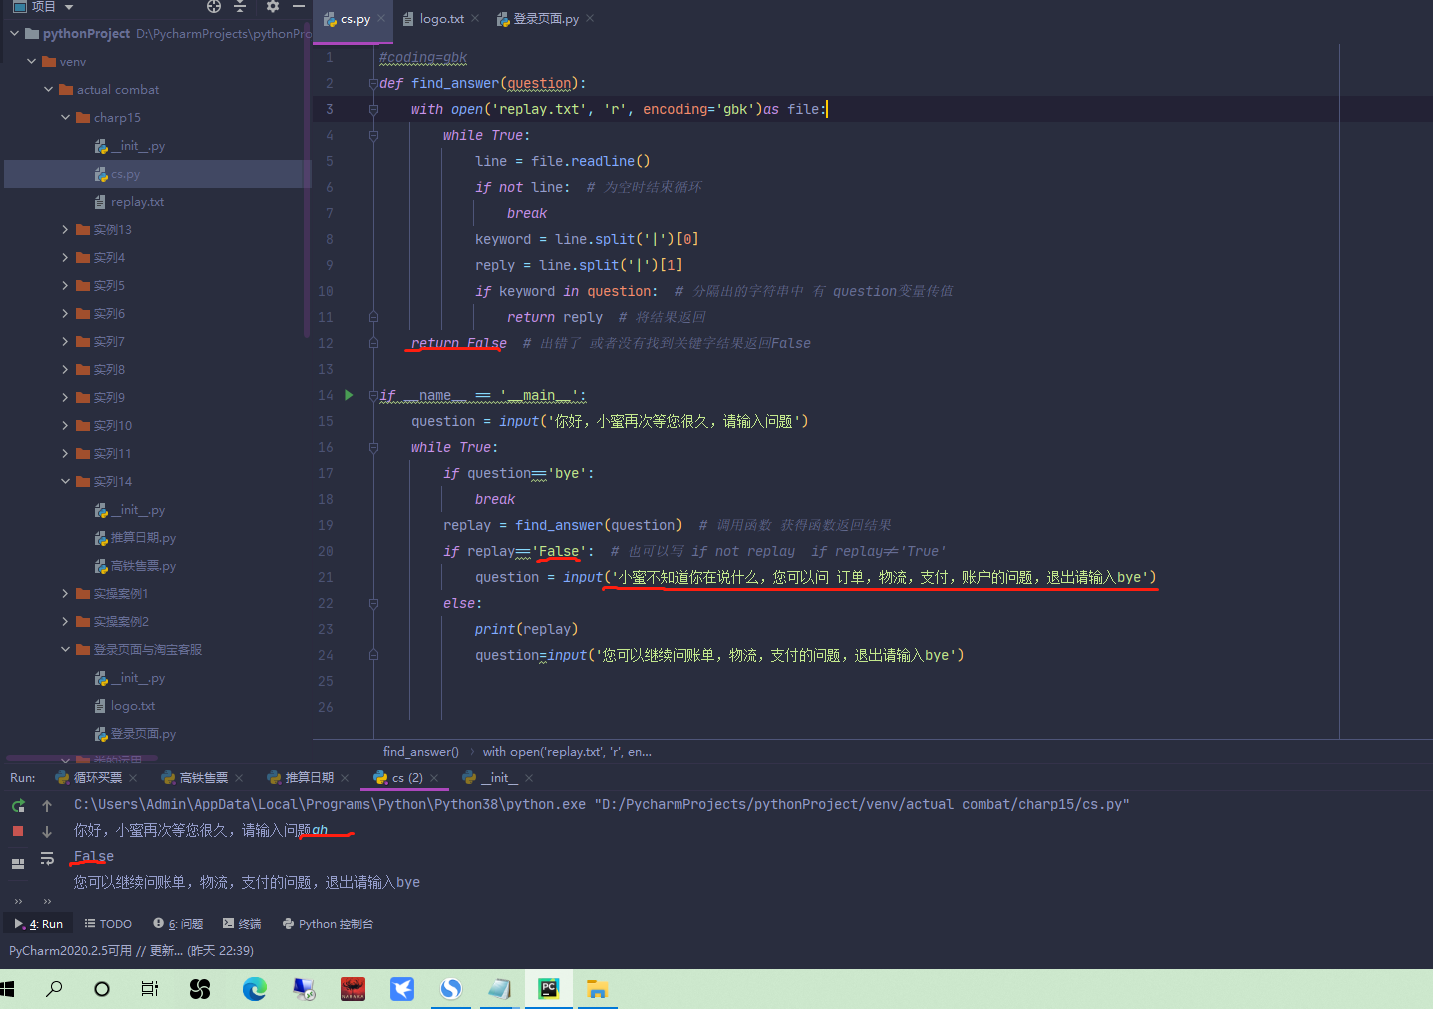 项目
cs.py
logo.txt
登录页面.py
pythonProject D:\PycharmProjects\pythonPro
venv
actual combat
charp15
__init__.py
cs.py
replay.txt
实例13
实列4
实列5
实列6
实列7
实列8
实列9
实列10
实列11
实列14
__init__.py
推算日期.py
高铁售票.py
实操案例1
实操案例2
登录页面与淘宝客服
__init__.py
logo.txt
登录页面.py
类的运用
1 #coding=gbk
2 def find_answer(question):
3 with open('replay.txt', 'r', encoding='gbk')as file:
4 while True:
5 line = file.readline()
6 if not line: # 为空时结束循环
7 break
8 keyword = line.split('|')[0]
9 reply = line.split('|')[1]
10 if keyword in question: # 分隔出的字符串中 有 question变量传值
11 return reply # 将结果返回
12 return False # 出错了 或者没有找到关键字结果返回False
13
14 if __name__ == '__main__':
15 question = input('你好，小蜜再次等您很久，请输入问题')
16 while True:
17 if question=='bye':
18 break
19 replay = find_answer(question) # 调用函数 获得函数返回结果
20 if replay=='False': # 也可以写 if not replay if replay≠'True'
21 question = input('小蜜不知道你在说什么，您可以问 订单，物流，支付，账户的问题，退出请输入bye')
22 else:
23 print(replay)
24 question=input('您可以继续问账单，物流，支付的问题，退出请输入bye')
25
26
find_answer() › with open('replay.txt', 'r', en...
Run: 循环买票 高铁售票 推算日期 cs (2) __init__
C:\Users\Admin\AppData\Local\Programs\Python\Python38\python.exe "D:/PycharmProjects/pythonProject/venv/actual combat/charp15/cs.py"
你好，小蜜再次等您很久，请输入问题gh
False
您可以继续问账单，物流，支付的问题，退出请输入bye
4: Run TODO 6: 问题 终端 Python 控制台
PyCharm2020.2.5可用 // 更新... (昨天 22:39)
PC